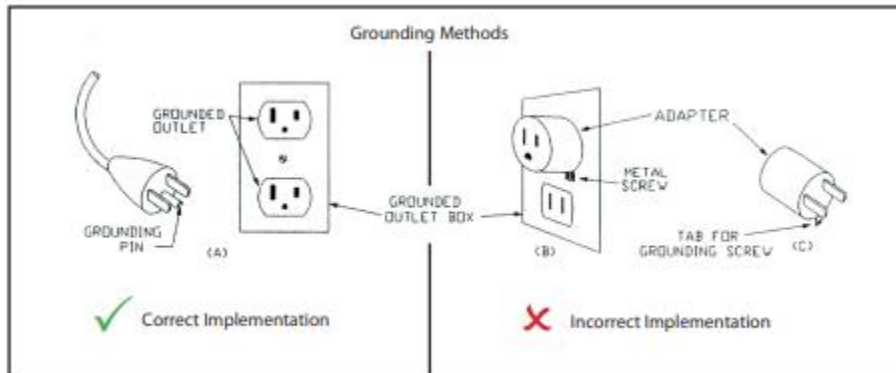 Grounding Methods
GROUNDED
OUTLET
GROUNDING
PIN
(A)
GROUNDED
OUTLET BOX
ADAPTER
METAL
SCREW
(B)
TAB FOR
GROUNDING SCREW
(C)
Correct Implementation
Incorrect Implementation